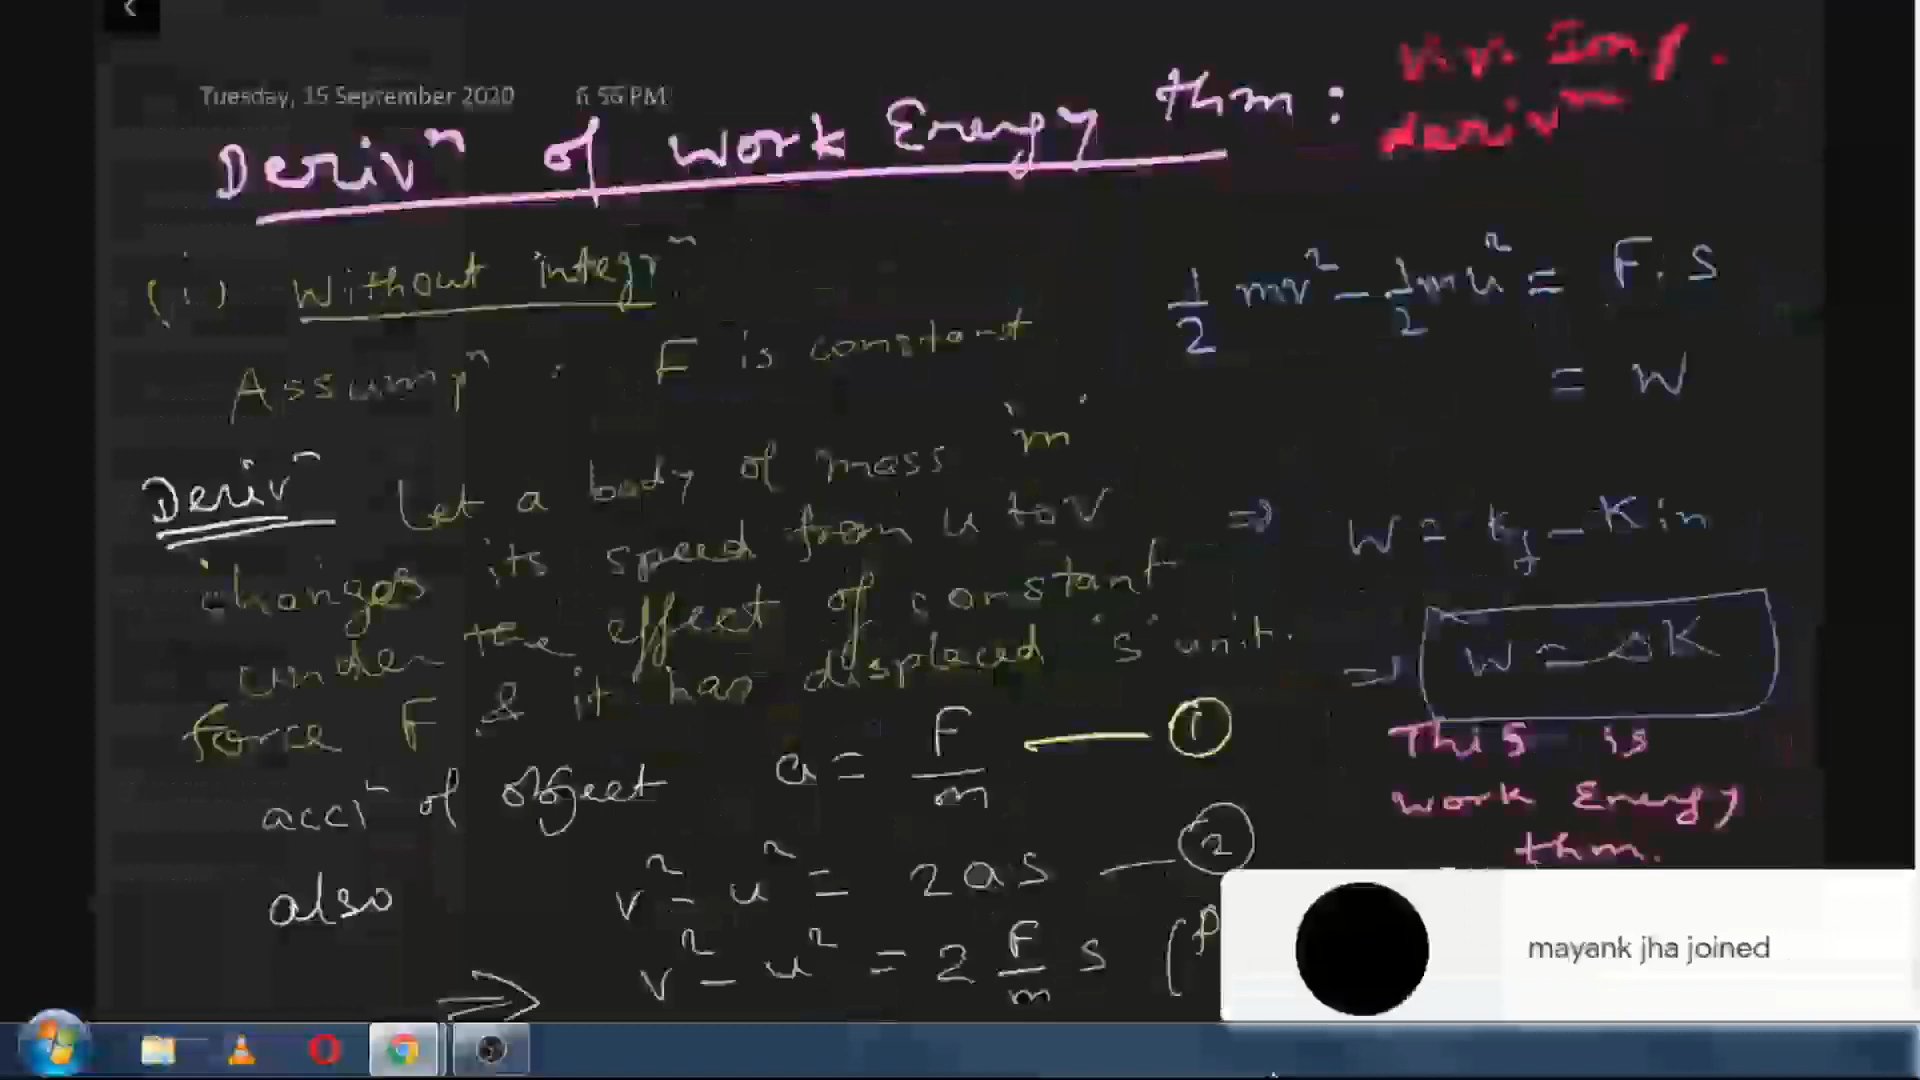 Tuesday, 15 September 2020 6:56 PM
Derivⁿ of Work Energy thm:
v.v. Imp.
derivⁿ
(i) Without integrⁿ
Assumpⁿ : F is constant
Derivⁿ Let a body of mass 'm'
changes its speed from u to v
under the effect of constant
force F & it has displaced 's' unit.
accⁿ of object a = F/m — ①
also v² - u² = 2as — ②
⇒ v² - u² = 2 F/m s (P
1/2 mv² - 1/2 mu² = F.s
= W
⇒ W = Kf - Kin
⇒ W = ΔK
This is
Work Energy
thm.
mayank jha joined